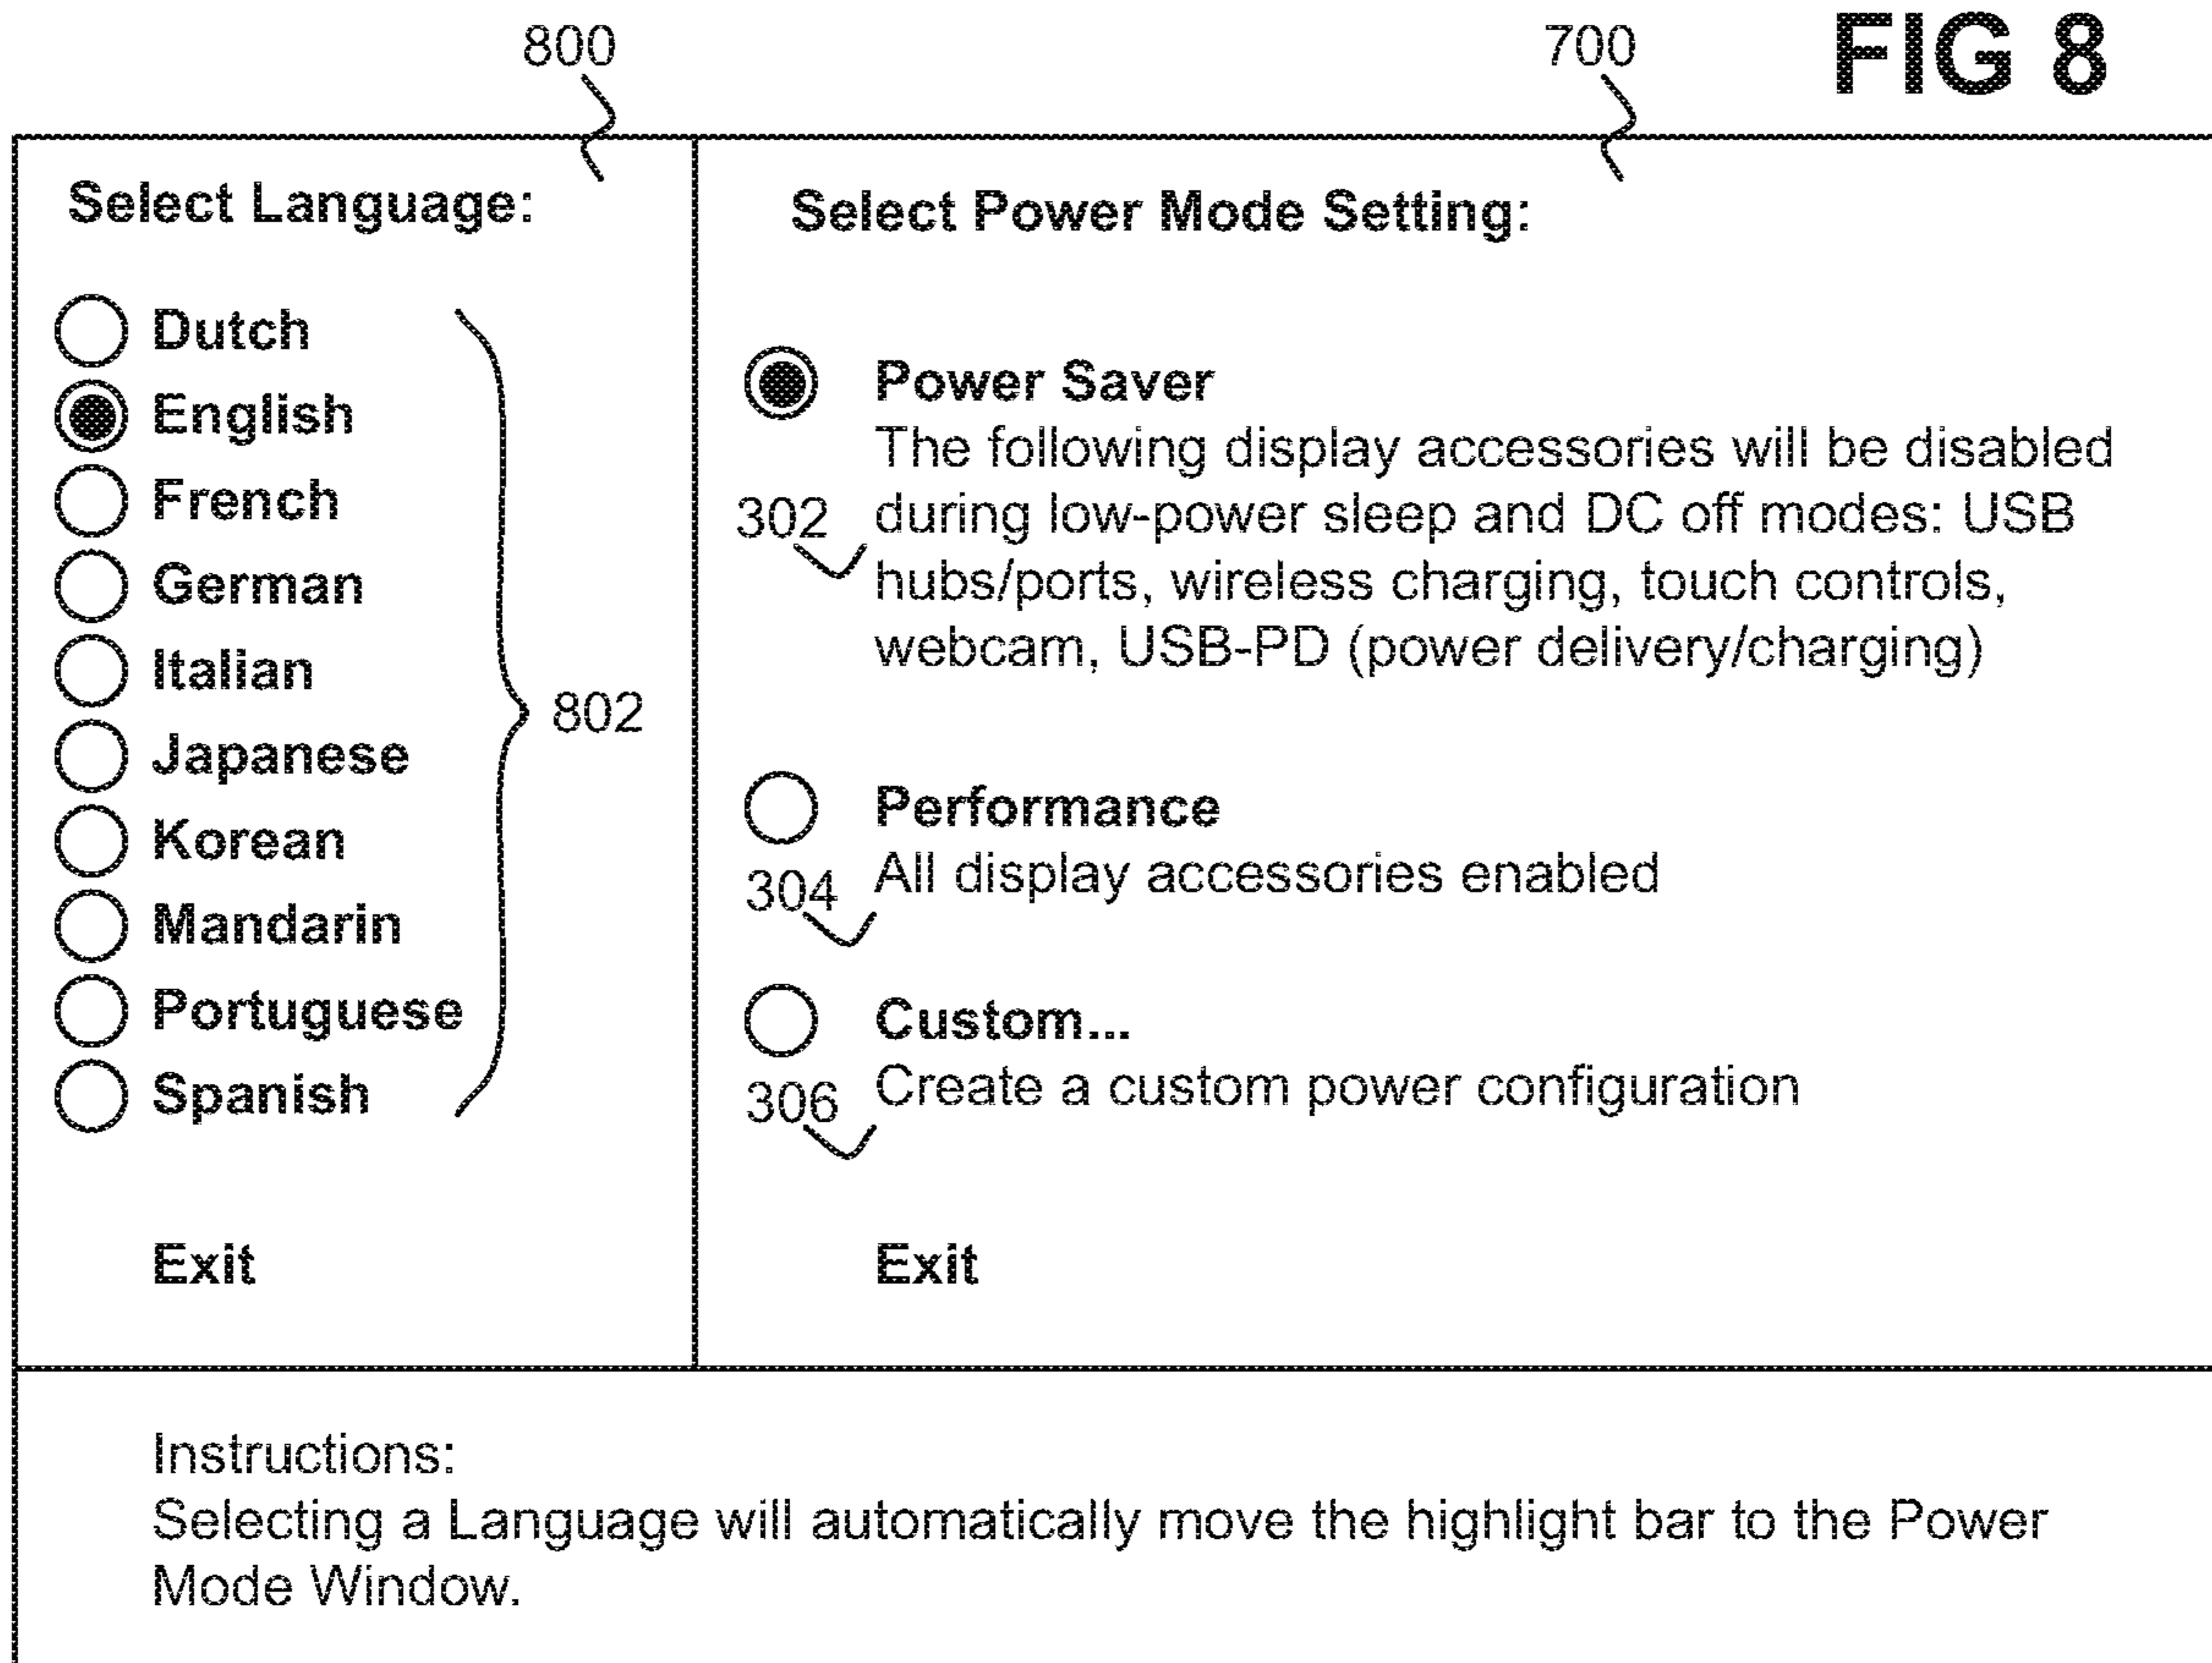 800
700
FIG 8
Select Language:
Dutch
English
French
German
Italian
Japanese
Korean
Mandarin
Portuguese
Spanish
802
Exit
Select Power Mode Setting:
Power Saver
The following display accessories will be disabled
302 during low-power sleep and DC off modes: USB
hubs/ports, wireless charging, touch controls,
webcam, USB-PD (power delivery/charging)
Performance
304 All display accessories enabled
Custom...
306 Create a custom power configuration
Exit
Instructions:
Selecting a Language will automatically move the highlight bar to the Power
Mode Window.